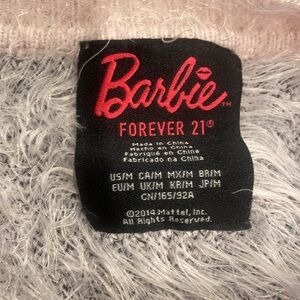 Barbie™
FOREVER 21®
Made in China
Hecho en China
Fabriqué en Chine
Fabricado na China
US/M CA/M MX/M BR/M
EU/M UK/M KR/M JP/M
CN/165/92A
©2014 Mattel, Inc.
All Rights Reserved.